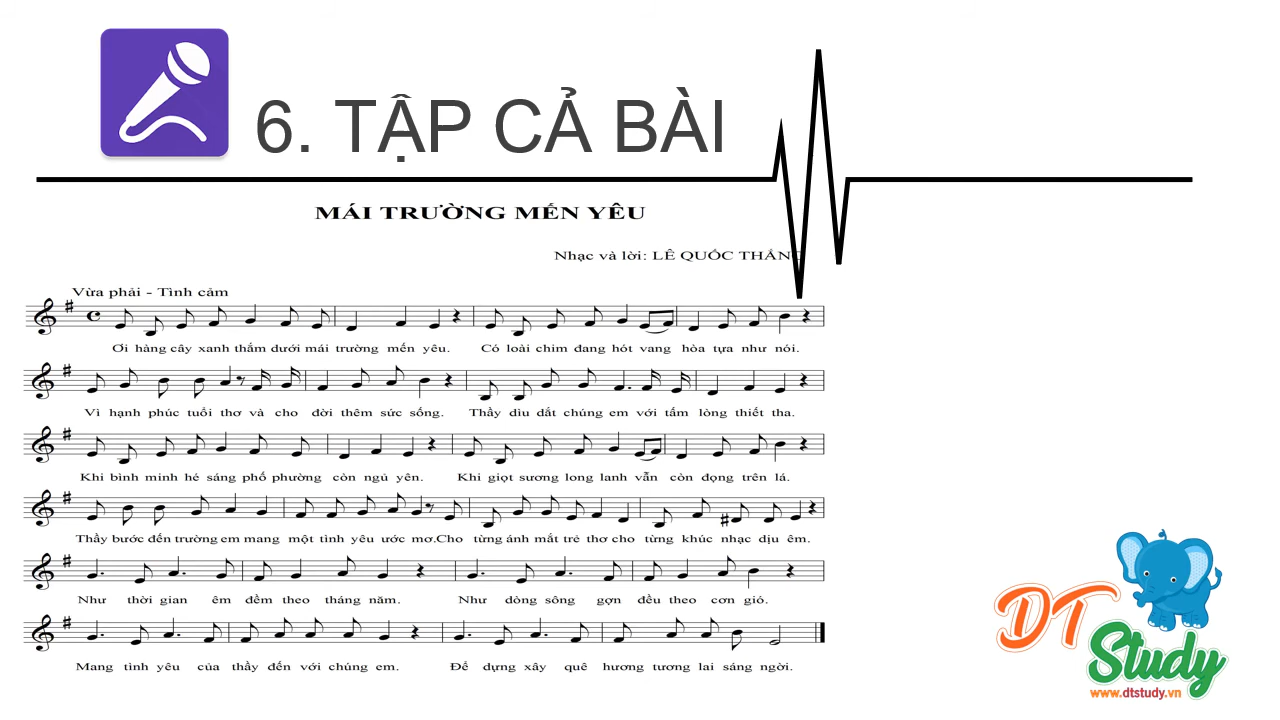 6. TẬP CẢ BÀI
MÁI TRƯỜNG MẾN YÊU
Nhạc và lời: LÊ QUỐC THẮNG
Vừa phải - Tình cảm
Ơi hàng cây xanh thắm dưới mái trường mến yêu. Có loài chim đang hót vang hòa tựa như nói.
Vì hạnh phúc tuổi thơ và cho đời thêm sức sống. Thầy dìu dắt chúng em với tấm lòng thiết tha.
Khi bình minh hé sáng phố phường còn ngủ yên. Khi giọt sương long lanh vẫn còn đọng trên lá.
Thầy bước đến trường em mang một tình yêu ước mơ.Cho từng ánh mắt trẻ thơ cho từng khúc nhạc dịu êm.
Như thời gian êm đềm theo tháng năm. Như dòng sông gợn đều theo cơn gió.
Mang tình yêu của thầy đến với chúng em. Để dựng xây quê hương tương lai sáng ngời.
DT
Study
www.dtstudy.vn